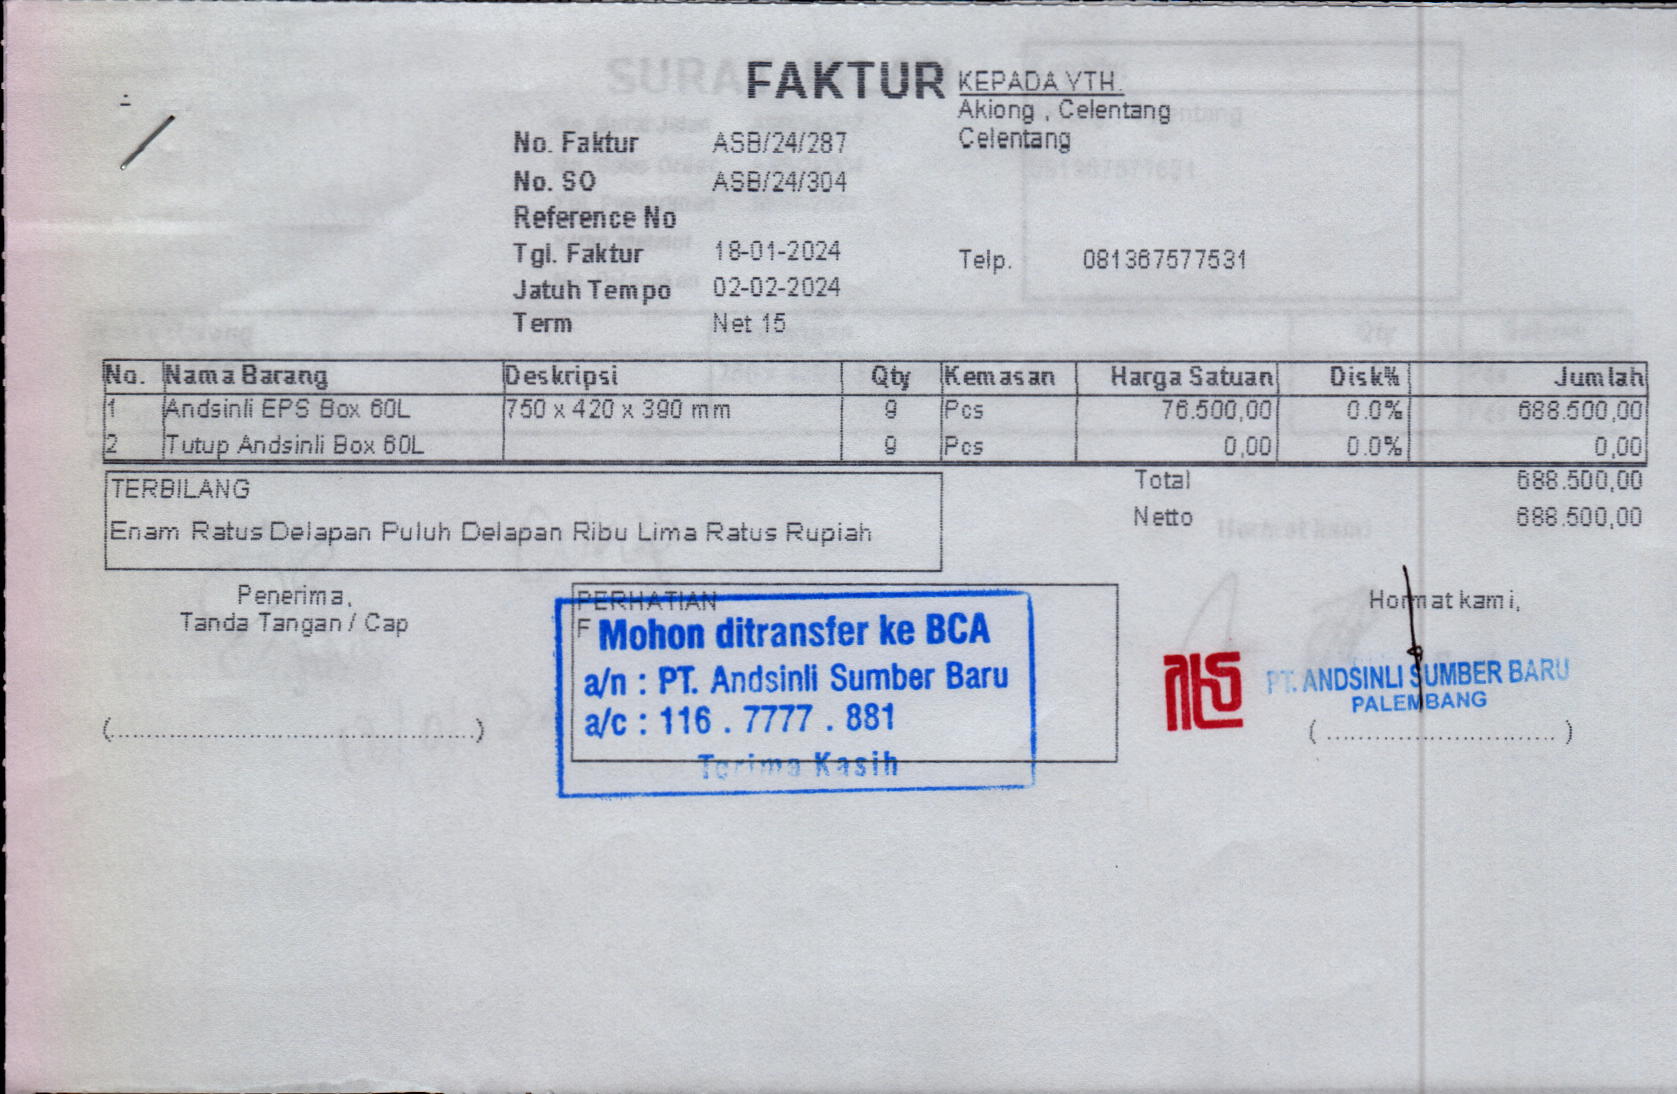 FAKTUR
KEPADA YTH.
Akiong , Celentang
Celentang
No. Faktur ASB/24/287
No. SO ASB/24/304
Reference No
Tgl. Faktur 18-01-2024
Telp. 081367577531
Jatuh Tempo 02-02-2024
Term Net 15
No. Nama Barang Deskripsi Qty Kemasan Harga Satuan Disk% Jumlah
1 Andsinli EPS Box 60L 750 x 420 x 390 mm 9 Pcs 76.500,00 0.0% 688.500,00
2 Tutup Andsinli Box 60L 9 Pcs 0,00 0.0% 0,00
TERBILANG
Enam Ratus Delapan Puluh Delapan Ribu Lima Ratus Rupiah
Total 688.500,00
Netto 688.500,00
Penerima,
Tanda Tangan / Cap
(.................................................)
PERHATIAN
F
Mohon ditransfer ke BCA
a/n : PT. Andsinli Sumber Baru
a/c : 116 . 7777 . 881
Terima Kasih
Hormat kami,
PT. ANDSINLI SUMBER BARU
PALEMBANG
( .............................. )